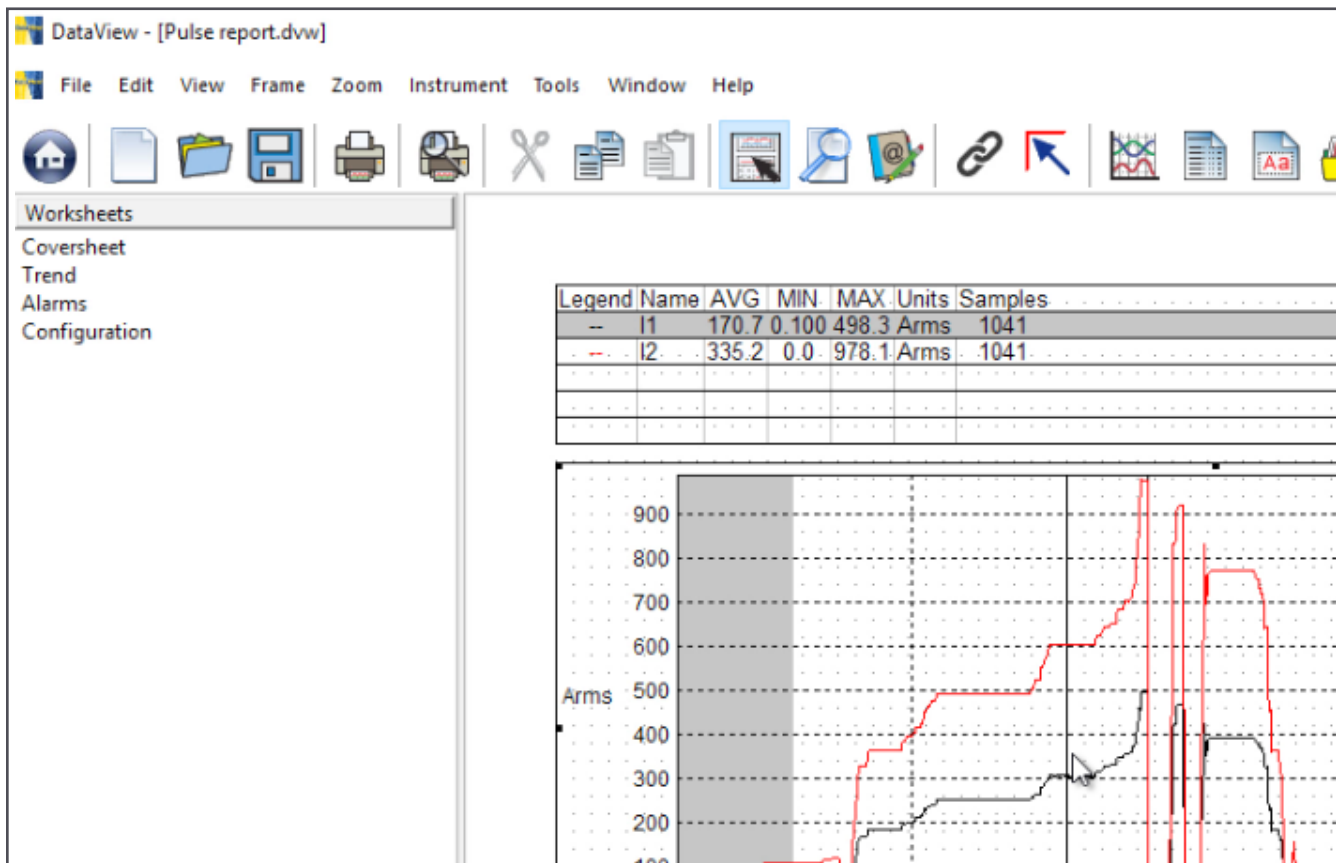 DataView - [Pulse report.dvw]
File Edit View Frame Zoom Instrument Tools Window Help
@
Aa
Worksheets
Coversheet
Trend
Alarms
Configuration
Legend Name AVG MIN MAX Units Samples
-- I1 170.7 0.100 498.3 Arms 1041
-- I2 335.2 0.0 978.1 Arms 1041
900
800
700
600
Arms 500
400
300
200
100